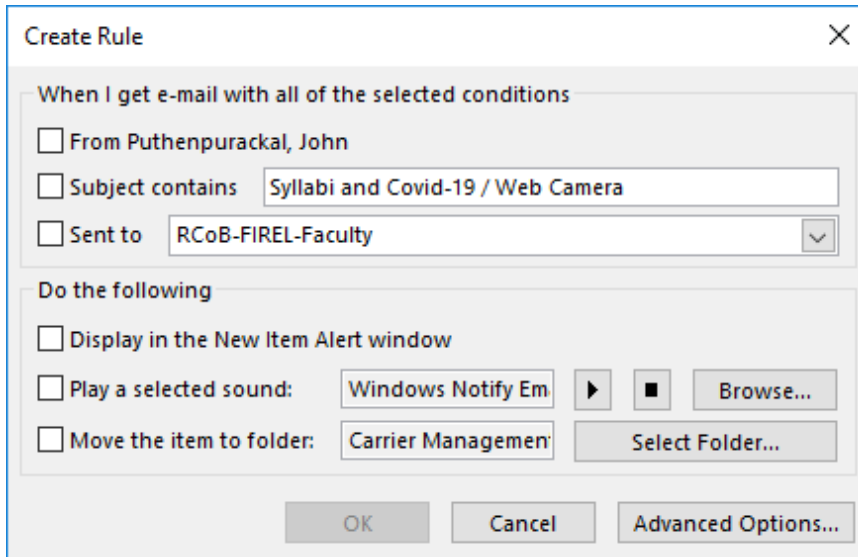 Create Rule
When I get e-mail with all of the selected conditions
From Puthenpurackal, John
Subject contains Syllabi and Covid-19 / Web Camera
Sent to RCoB-FIREL-Faculty
Do the following
Display in the New Item Alert window
Play a selected sound: Windows Notify Em Browse...
Move the item to folder: Carrier Management Select Folder...
OK Cancel Advanced Options...